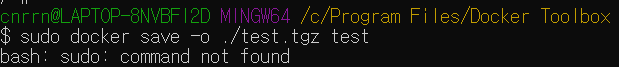 cnrrn@LAPTOP-8NVBFI2D MINGW64 /c/Program Files/Docker Toolbox
$ sudo docker save -o ./test.tgz test
bash: sudo: command not found